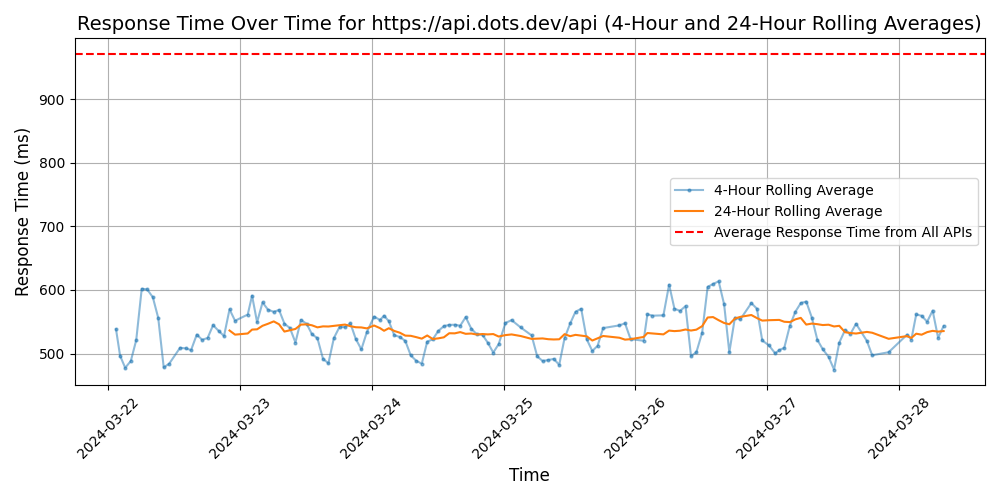 Response Time Over Time for https://api.dots.dev/api (4-Hour and 24-Hour Rolling Averages)
Response Time (ms)
900
800
700
600
500
4-Hour Rolling Average
24-Hour Rolling Average
Average Response Time from All APIs
2024-03-22
2024-03-23
2024-03-24
2024-03-25
2024-03-26
2024-03-27
2024-03-28
Time